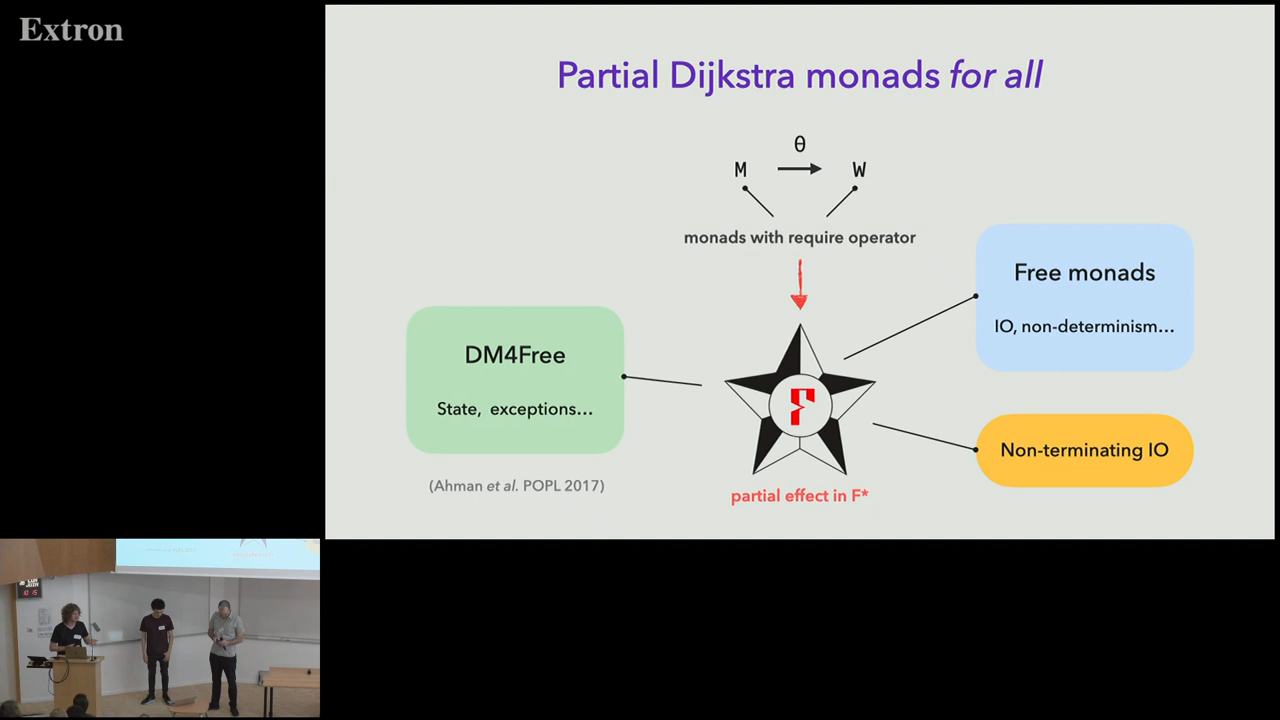 Extron
Partial Dijkstra monads for all
θ
M W
monads with require operator
Free monads
IO, non-determinism...
DM4Free
State, exceptions...
F
Non-terminating IO
(Ahman et al. POPL 2017)
partial effect in F*